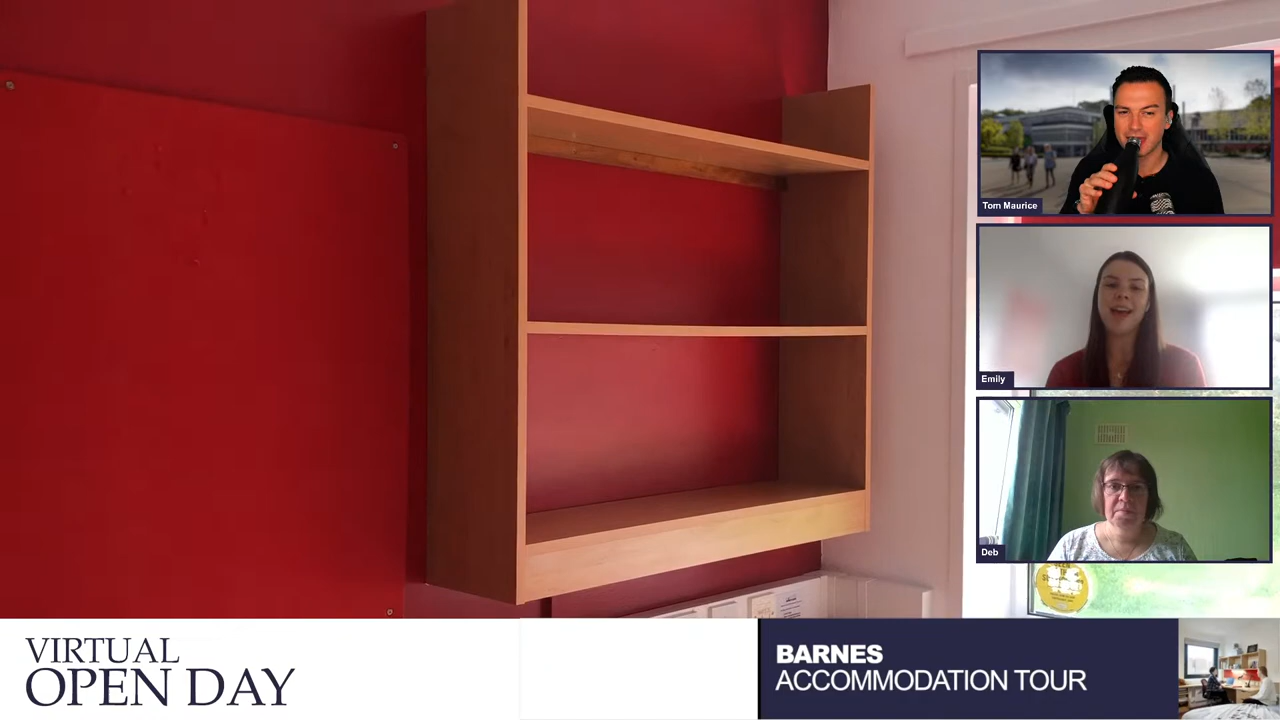 Tom Maurice
Emily
Deb
VIRTUAL
OPEN DAY
BARNES
ACCOMMODATION TOUR